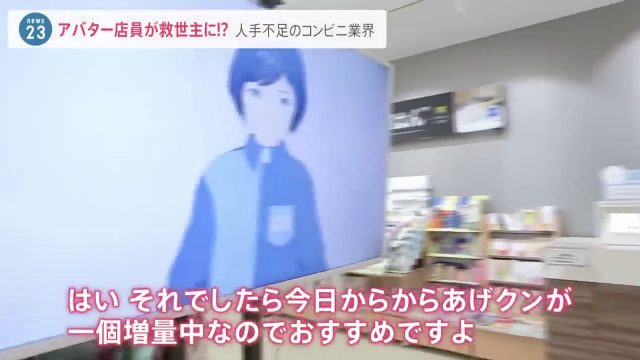 news
23
アバター店員が救世主に!? 人手不足のコンビニ業界
はい それでしたら今日からからあげクンが
一個増量中なのでおすすめですよ